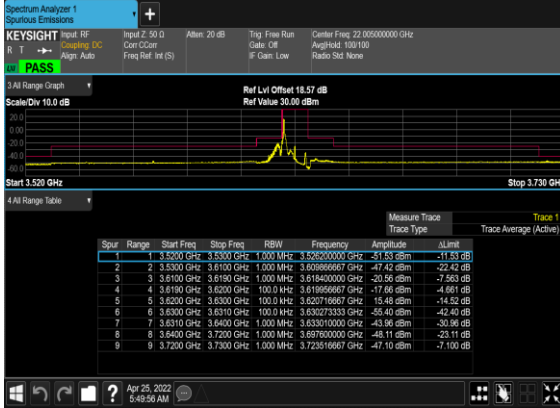 Spectrum Analyzer 1
Spurious Emissions
+
KEYSIGHT Input: RF Input Z: 50 Ω Atten: 20 dB Trig: Free Run Center Freq: 22.005000000 GHz
R T Coupling: DC Corr CCorr Gate: Off Avg|Hold: 100/100
Align: Auto Freq Ref: Int (S) IF Gain: Low Radio Std: None
PASS
3 All Range Graph
Ref Lvl Offset 18.57 dB
Scale/Div 10.0 dB Ref Value 30.00 dBm
20.0
0.00
-20.0
-40.0
-60.0
Start 3.520 GHz Stop 3.730 GH
4 All Range Table
Measure Trace Trace 1
Trace Type Trace Average (Active)
Spur Range Start Freq Stop Freq RBW Frequency Amplitude ΔLimit
1 1 3.5200 GHz 3.5300 GHz 1.000 MHz 3.526200000 GHz -51.53 dBm -11.53 dB
2 2 3.5300 GHz 3.6100 GHz 1.000 MHz 3.609866667 GHz -47.42 dBm -22.42 dB
3 3 3.6100 GHz 3.6190 GHz 1.000 MHz 3.618400000 GHz -20.56 dBm -7.563 dB
4 4 3.6190 GHz 3.6200 GHz 100.0 kHz 3.619956667 GHz -17.66 dBm -4.661 dB
5 5 3.6200 GHz 3.6300 GHz 100.0 kHz 3.620716667 GHz 15.48 dBm -14.52 dB
6 6 3.6300 GHz 3.6310 GHz 100.0 kHz 3.630273333 GHz -55.40 dBm -42.40 dB
7 7 3.6310 GHz 3.6400 GHz 1.000 MHz 3.633010000 GHz -43.96 dBm -30.96 dB
8 8 3.6400 GHz 3.7200 GHz 1.000 MHz 3.697600000 GHz -48.11 dBm -23.11 dB
9 9 3.7200 GHz 3.7300 GHz 1.000 MHz 3.723516667 GHz -47.10 dBm -7.100 dB
? Apr 25, 2022
5:49:56 AM